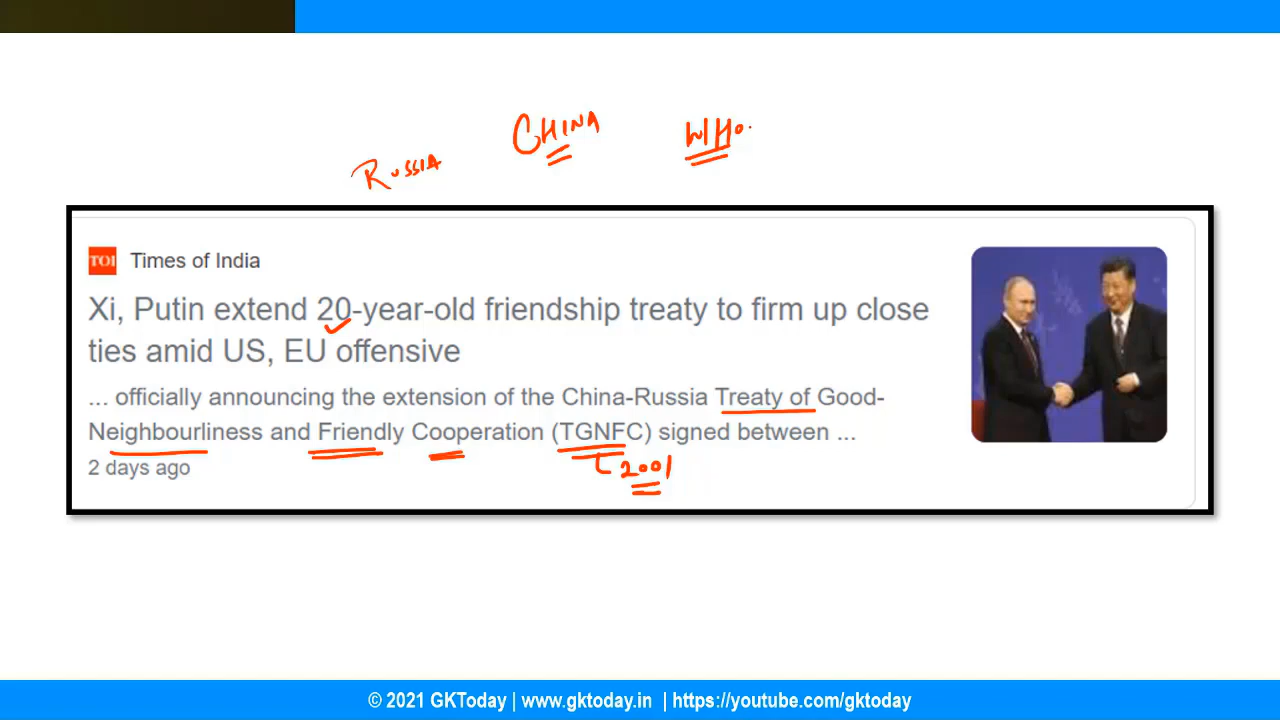 CHINA WHO.
RUSSIA
TOI Times of India
Xi, Putin extend 20-year-old friendship treaty to firm up close
ties amid US, EU offensive
... officially announcing the extension of the China-Russia Treaty of Good-
Neighbourliness and Friendly Cooperation (TGNFC) signed between ...
2 days ago
2001
© 2021 GKToday | www.gktoday.in | https://youtube.com/gktoday